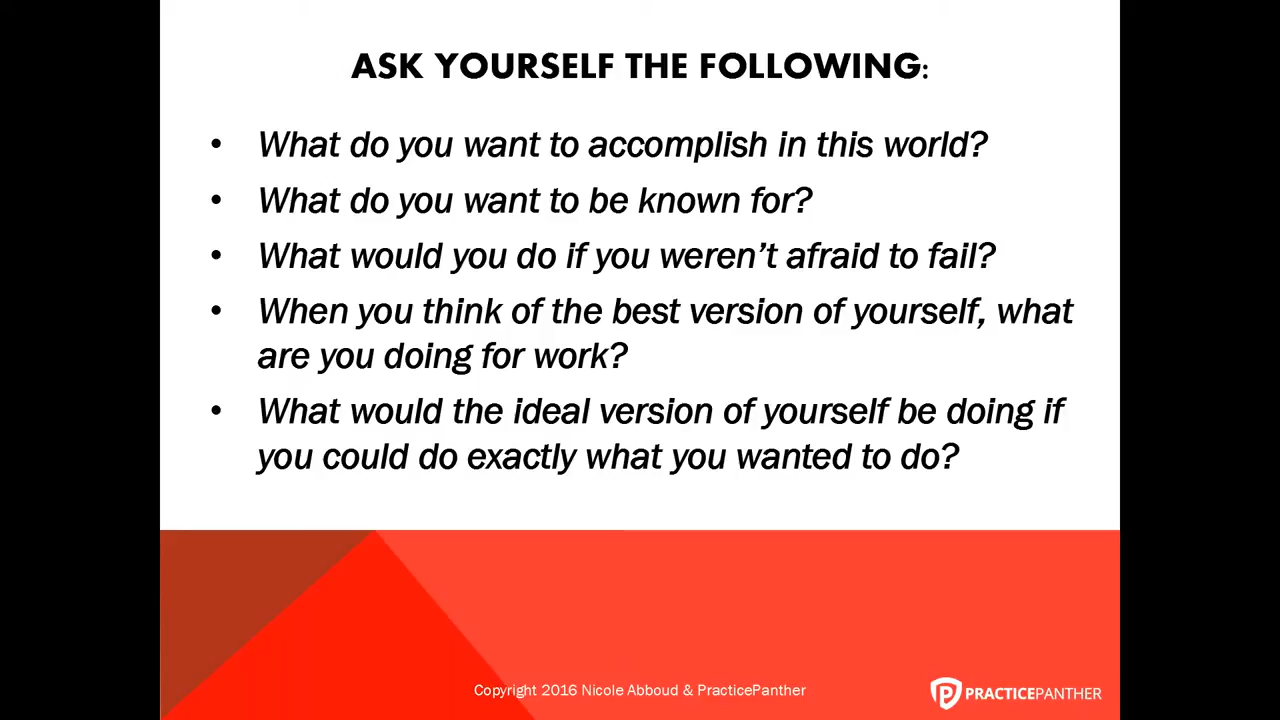 ASK YOURSELF THE FOLLOWING:
• What do you want to accomplish in this world?
• What do you want to be known for?
• What would you do if you weren’t afraid to fail?
• When you think of the best version of yourself, what
are you doing for work?
• What would the ideal version of yourself be doing if
you could do exactly what you wanted to do?
Copyright 2016 Nicole Abboud & PracticePanther
PRACTICEPANTHER